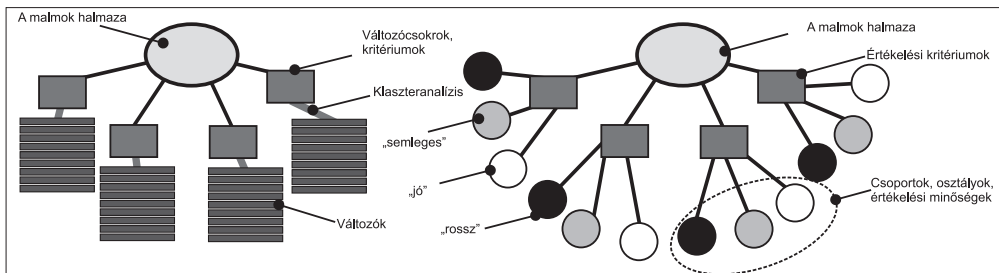 A malmok halmaza
Változócsokrok,
kritériumok
Klaszteranalízis
Változók
A malmok halmaza
Értékelési kritériumok
„semleges”
„jó”
„rossz”
Csoportok, osztályok,
értékelési minőségek